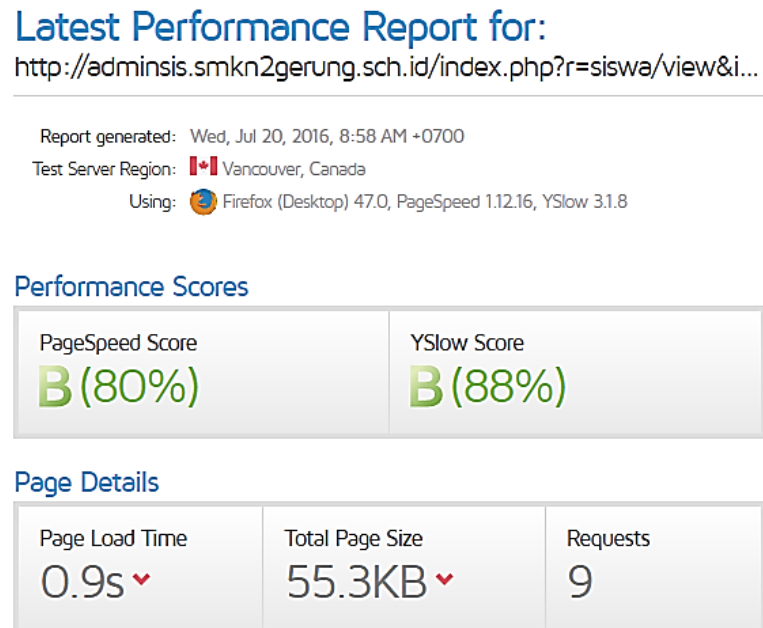 Latest Performance Report for:
http://adminsis.smkn2gerung.sch.id/index.php?r=siswa/view&i...
Report generated: Wed, Jul 20, 2016, 8:58 AM +0700
Test Server Region: Vancouver, Canada
Using: Firefox (Desktop) 47.0, PageSpeed 1.12.16, YSlow 3.1.8
Performance Scores
PageSpeed Score YSlow Score
B (80%) B (88%)
Page Details
Page Load Time Total Page Size Requests
0.9s 55.3KB 9